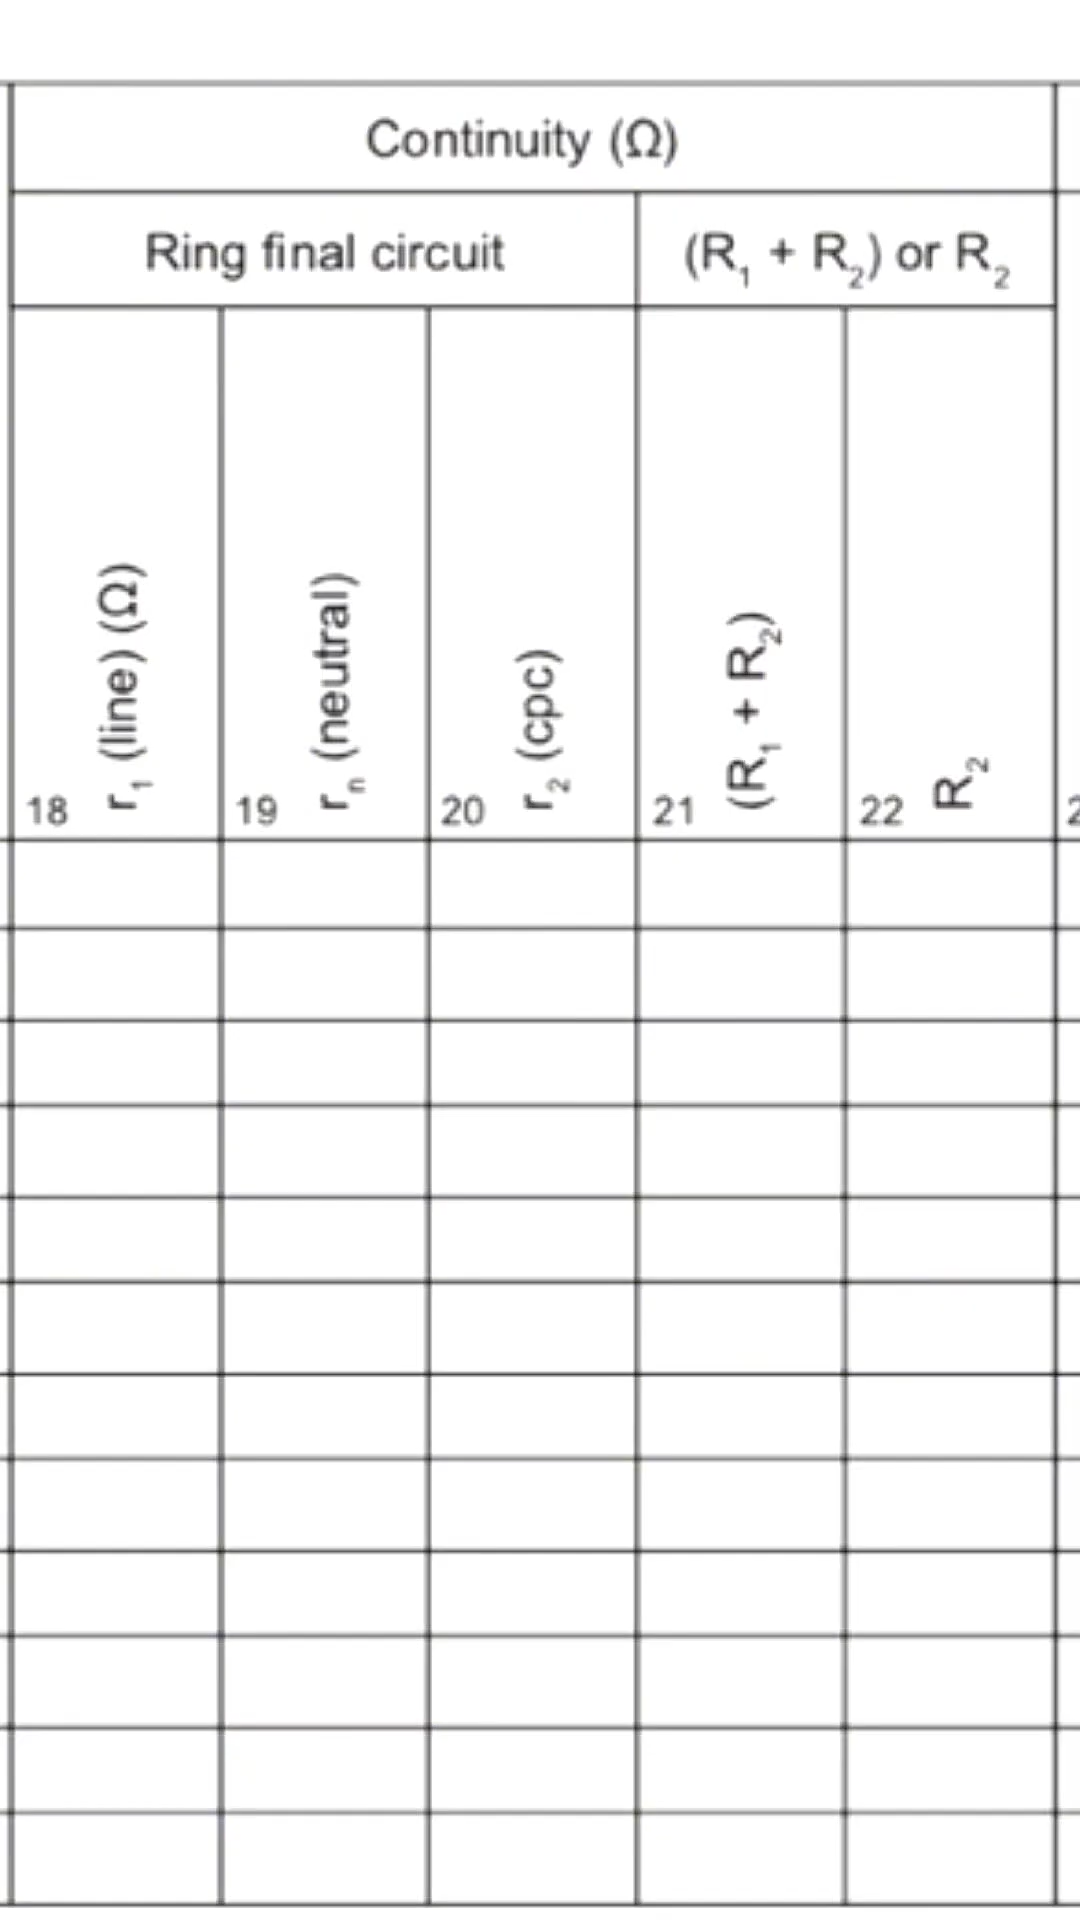 Continuity (Ω)
Ring final circuit
(R₁ + R₂) or R₂
18 r₁ (line) (Ω)
19 rₙ (neutral)
20 r₂ (cpc)
21 (R₁ + R₂)
22 R₂